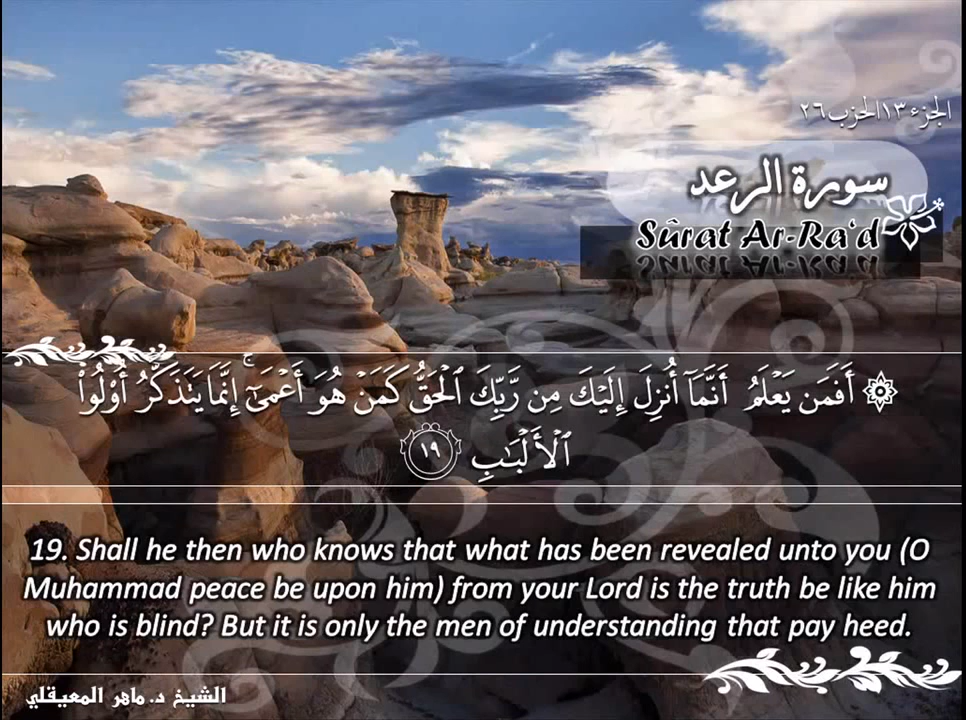 الجزء ١٣ الحزب ٢٦
سورة الرعد
Sûrat Ar-Ra‘d
۞ أَفَمَن يَعْلَمُ أَنَّمَآ أُنزِلَ إِلَيْكَ مِن رَّبِّكَ ٱلْحَقُّ كَمَنْ هُوَ أَعْمَىٰٓ ۚ إِنَّمَا يَتَذَكَّرُ أُو۟لُوا۟
ٱلْأَلْبَٰبِ ١٩
19. Shall he then who knows that what has been revealed unto you (O
Muhammad peace be upon him) from your Lord is the truth be like him
who is blind? But it is only the men of understanding that pay heed.
الشيخ د. ماهر المعيقلي